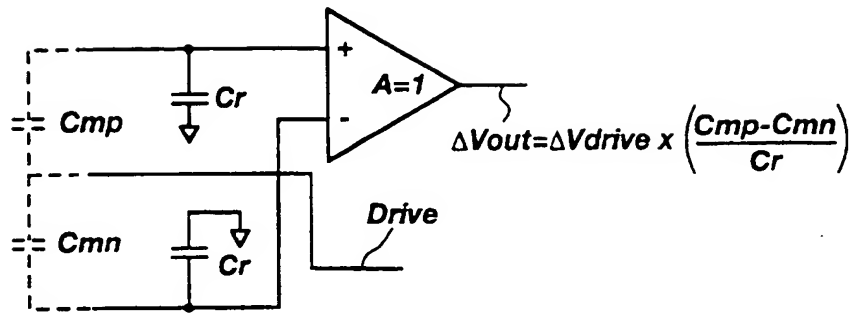 +
Cr
A=1
Cmp
-
ΔVout=ΔVdrive x (Cmp-Cmn / Cr)
Drive
Cmn
Cr